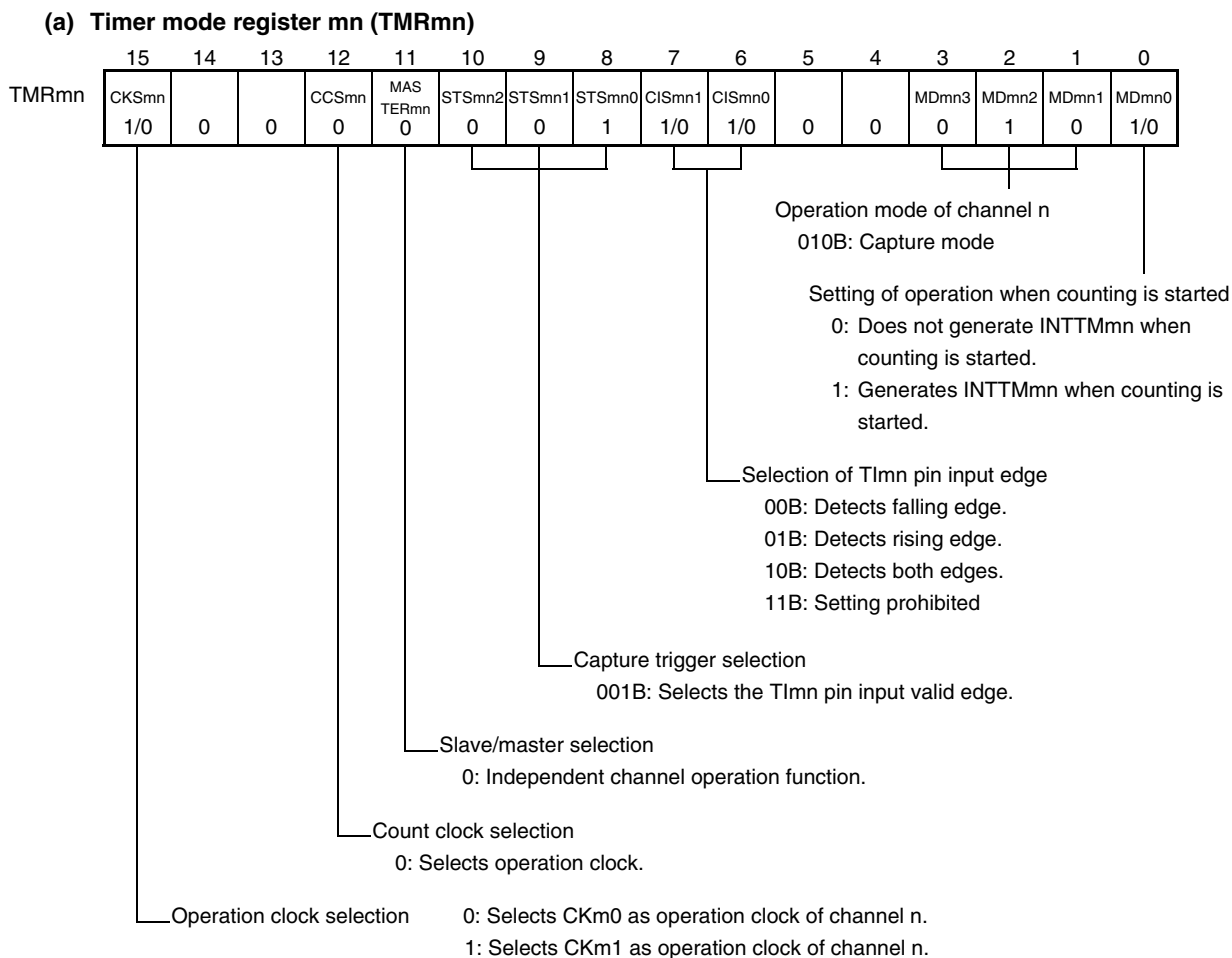 (a) Timer mode register mn (TMRmn)
15 14 13 12 11 10 9 8 7 6 5 4 3 2 1 0
TMRmn CKSmn CCSmn MAS TERmn STSmn2 STSmn1 STSmn0 CISmn1 CISmn0 MDmn3 MDmn2 MDmn1 MDmn0
1/0 0 0 0 0 0 0 1 1/0 1/0 0 0 0 1 0 1/0
Operation mode of channel n
010B: Capture mode
Setting of operation when counting is started
0: Does not generate INTTMmn when
counting is started.
1: Generates INTTMmn when counting is
started.
Selection of TImn pin input edge
00B: Detects falling edge.
01B: Detects rising edge.
10B: Detects both edges.
11B: Setting prohibited
Capture trigger selection
001B: Selects the TImn pin input valid edge.
Slave/master selection
0: Independent channel operation function.
Count clock selection
0: Selects operation clock.
Operation clock selection 0: Selects CKm0 as operation clock of channel n.
1: Selects CKm1 as operation clock of channel n.